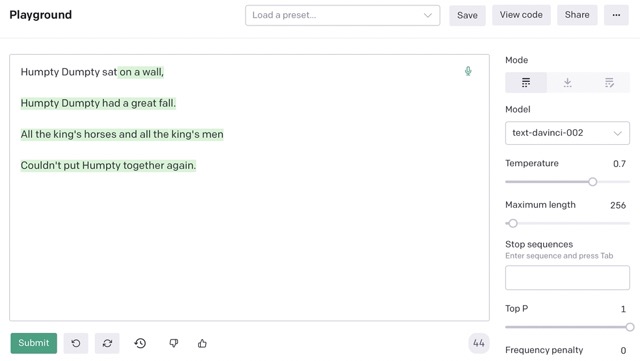 Playground
Load a preset...
Save
View code
Share
Humpty Dumpty sat on a wall,
Humpty Dumpty had a great fall.
All the king's horses and all the king's men
Couldn't put Humpty together again.
Submit
44
Mode
Model
text-davinci-002
Temperature 0.7
Maximum length 256
Stop sequences
Enter sequence and press Tab
Top P 1
Frequency penalty 0